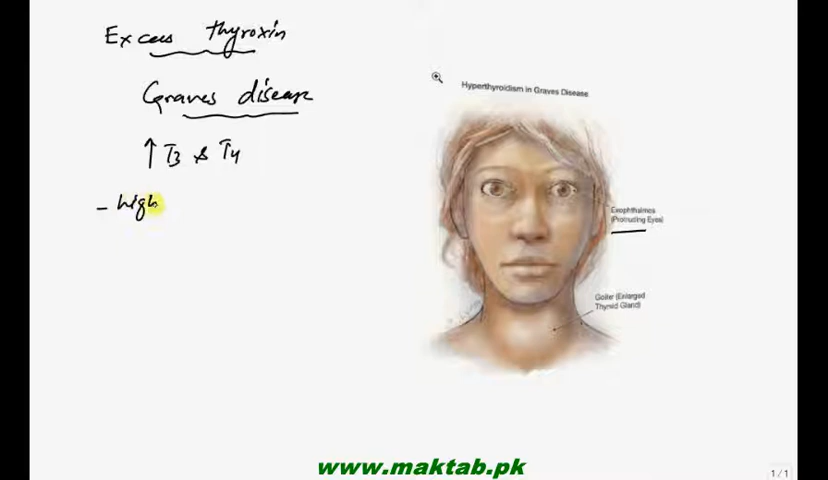 Excess thyroxin
Graves disease
↑ T3 & T4
- high
Hyperthyroidism in Graves Disease
Exophthalmos
(Protruding Eyes)
Goiter (Enlarged
Thyroid Gland)
www.maktab.pk
1/1